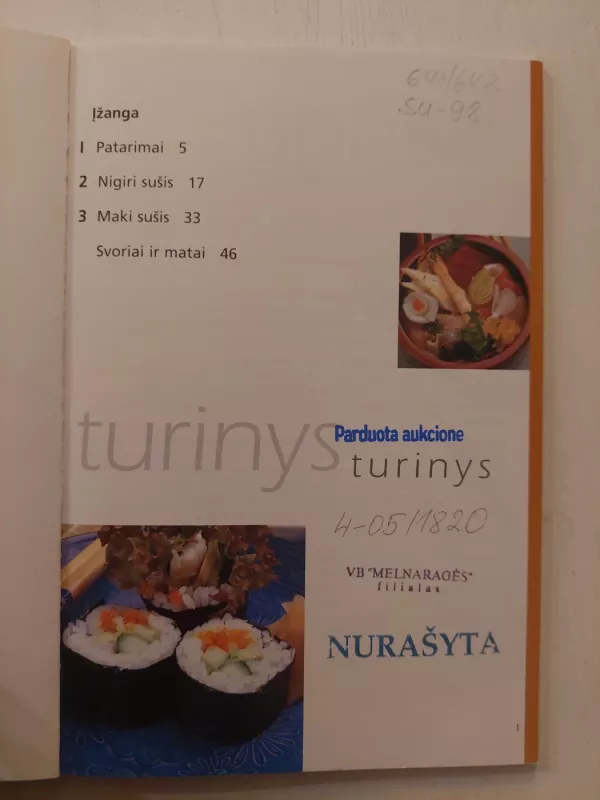 641/642
su-92
Įžanga
1 Patarimai 5
2 Nigiri sušis 17
3 Maki sušis 33
Svoriai ir matai 46
turinys
Parduota aukcione
turinys
4-05/1820
VB "MELNARAGĖS"
filialas
NURAŠYTA
1